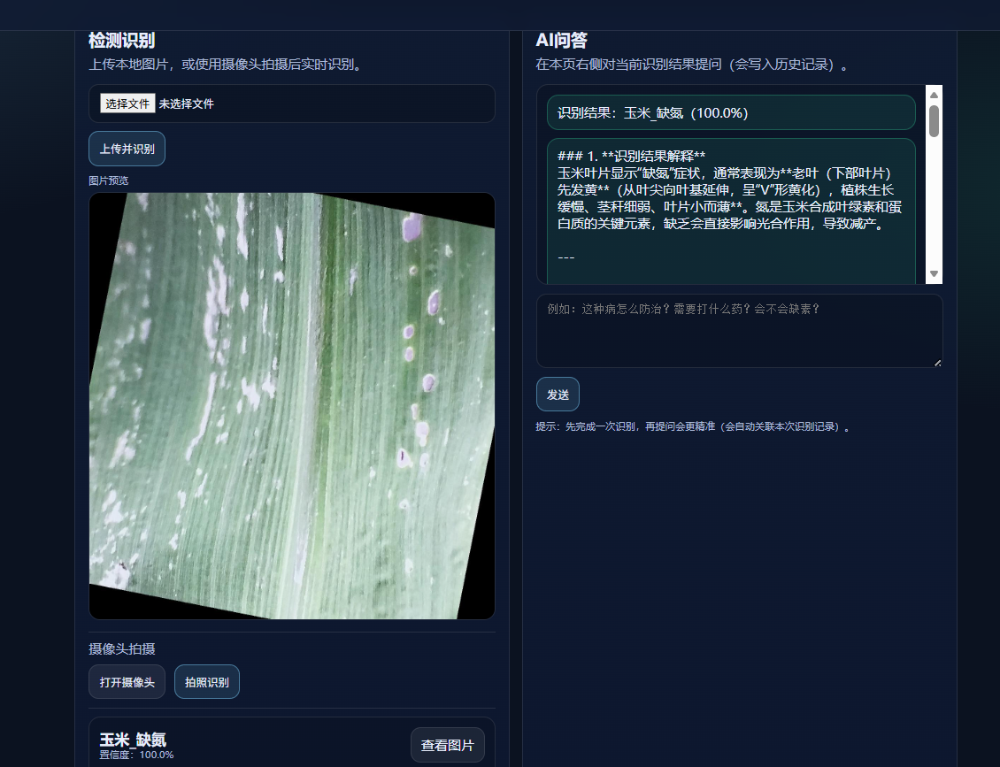 检测识别
上传本地图片，或使用摄像头拍摄后实时识别。
选择文件 未选择文件
上传并识别
图片预览
摄像头拍摄
打开摄像头 拍照识别
玉米_缺氮
置信度：100.0%
查看图片
AI问答
在本页右侧对当前识别结果提问（会写入历史记录）。
识别结果：玉米_缺氮（100.0%）
### 1. **识别结果解释**
玉米叶片显示“缺氮”症状，通常表现为**老叶（下部叶片）
先发黄**（从叶尖向叶基延伸，呈“V”形黄化），植株生长
缓慢、茎秆细弱、叶片小而薄**。氮是玉米合成叶绿素和蛋
白质的关键元素，缺乏会直接影响光合作用，导致减产。
---
例如：这种病怎么防治？需要打什么药？会不会缺素？
发送
提示：先完成一次识别，再提问会更精准（会自动关联本次识别记录）。